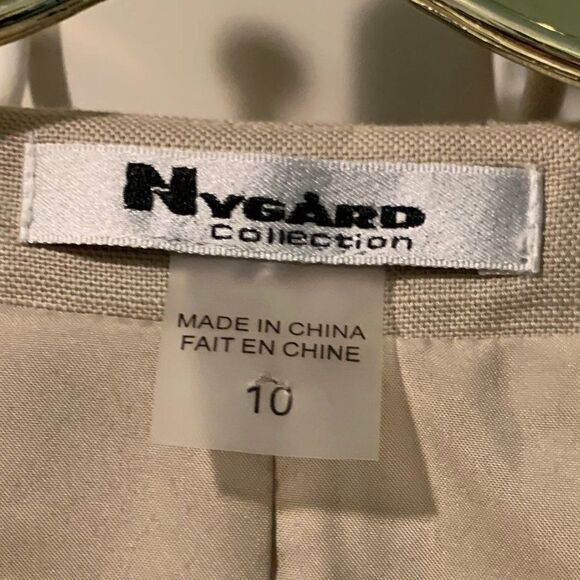 NYGÅRD
Collection
MADE IN CHINA
FAIT EN CHINE
10